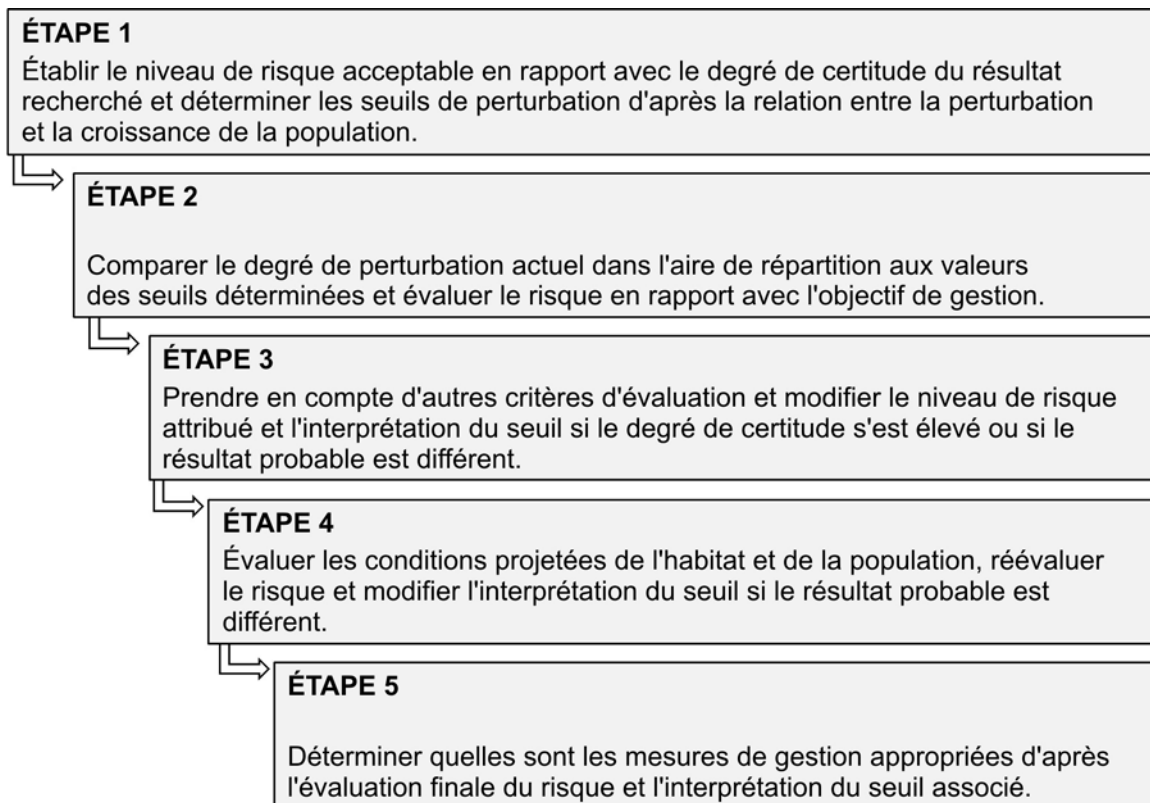 ÉTAPE 1
Établir le niveau de risque acceptable en rapport avec le degré de certitude du résultat
recherché et déterminer les seuils de perturbation d'après la relation entre la perturbation
et la croissance de la population.
ÉTAPE 2
Comparer le degré de perturbation actuel dans l'aire de répartition aux valeurs
des seuils déterminées et évaluer le risque en rapport avec l'objectif de gestion.
ÉTAPE 3
Prendre en compte d'autres critères d'évaluation et modifier le niveau de risque
attribué et l'interprétation du seuil si le degré de certitude s'est élevé ou si le
résultat probable est différent.
ÉTAPE 4
Évaluer les conditions projetées de l'habitat et de la population, réévaluer
le risque et modifier l'interprétation du seuil si le résultat probable est
différent.
ÉTAPE 5
Déterminer quelles sont les mesures de gestion appropriées d'après
l'évaluation finale du risque et l'interprétation du seuil associé.